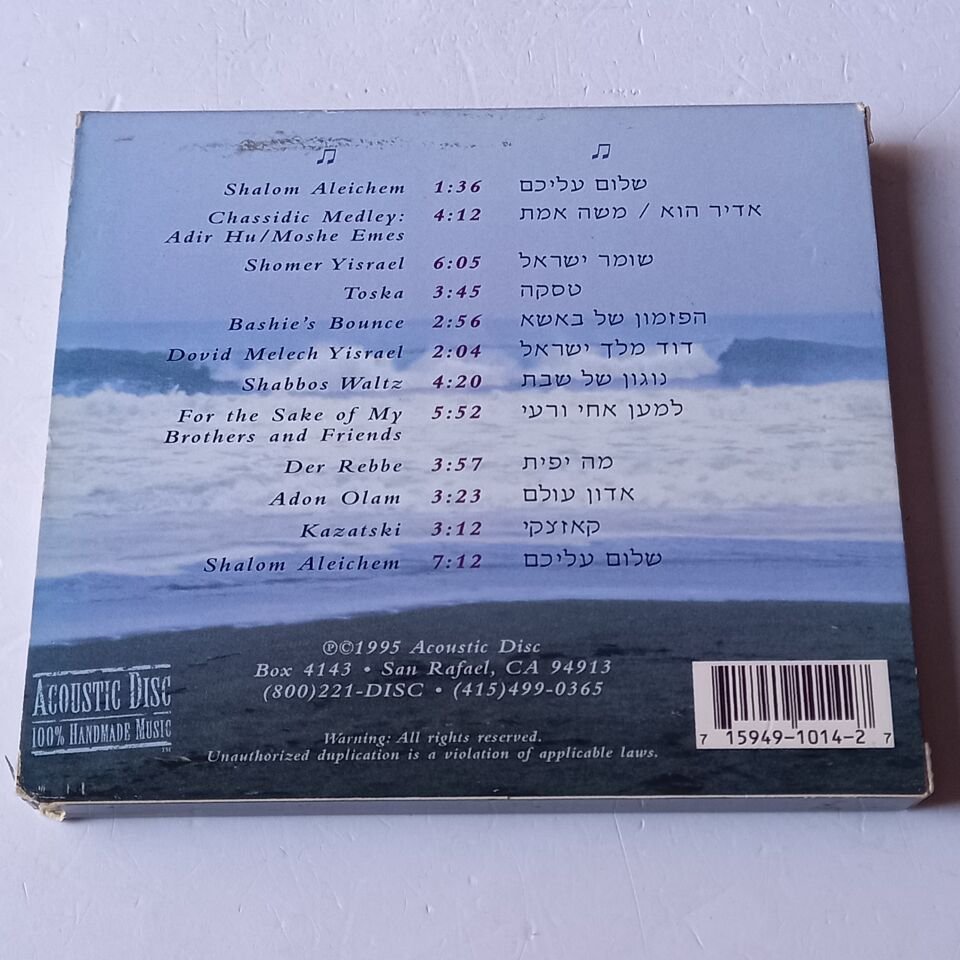 Shalom Aleichem 1:36 שלום עליכם
Chassidic Medley: 4:12 אדיר הוא / משה אמת
Adir Hu/Moshe Emes
Shomer Yisrael 6:05 שומר ישראל
Toska 3:45 טסקה
Bashie's Bounce 2:56 הפזמון של באשא
Dovid Melech Yisrael 2:04 דוד מלך ישראל
Shabbos Waltz 4:20 נוגון של שבת
For the Sake of My 5:52 למען אחי ורעי
Brothers and Friends
Der Rebbe 3:57 מה יפית
Adon Olam 3:23 אדון עולם
Kazatski 3:12 קאזצקי
Shalom Aleichem 7:12 שלום עליכם
℗©1995 Acoustic Disc
Box 4143 • San Rafael, CA 94913
(800)221-DISC • (415)499-0365
Warning: All rights reserved.
Unauthorized duplication is a violation of applicable laws.
ACOUSTIC DISC
100% HANDMADE MUSIC
7 15949-1014-2 7